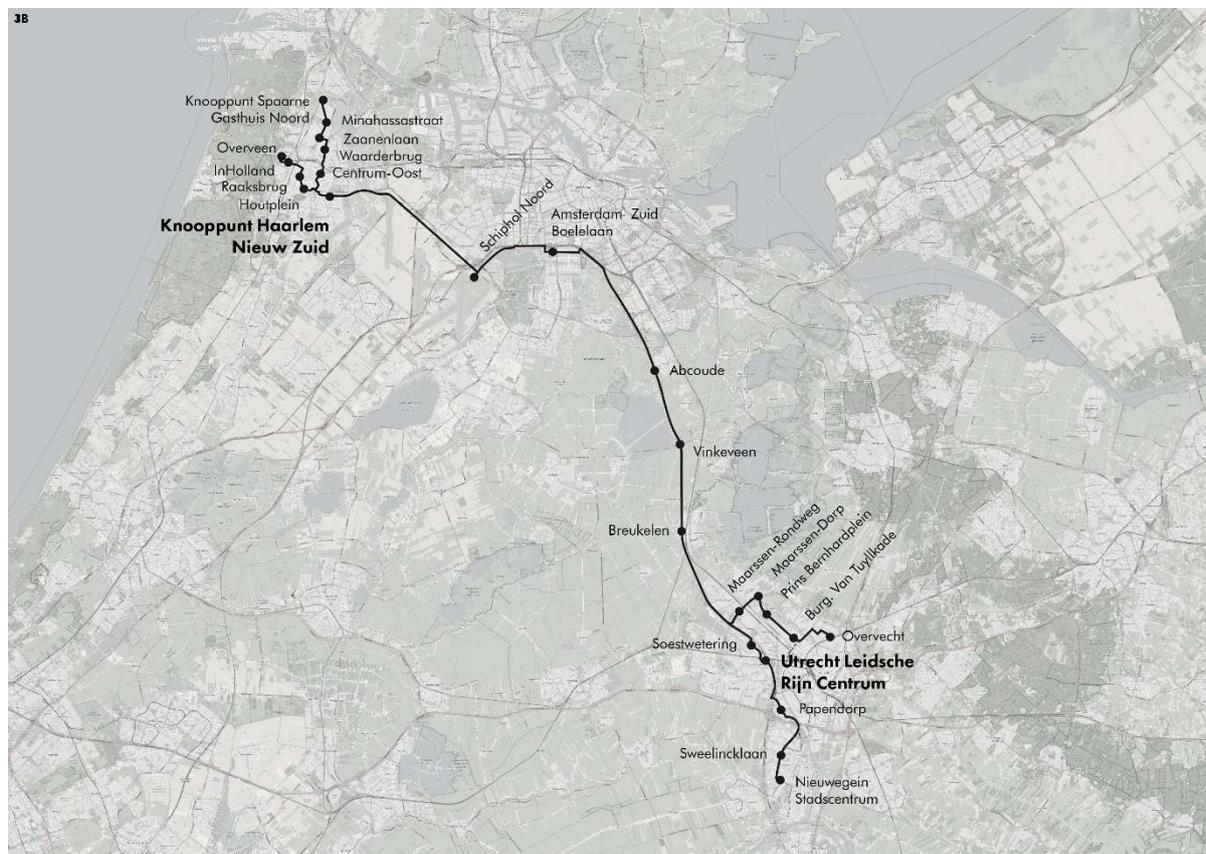 3B
nov '21
Knooppunt Spaarne
Gasthuis Noord
Minahassastraat
Zaanenlaan
Overveen
Waarderbrug
InHolland
Centrum-Oost
Raaksbrug
Houtplein
Knooppunt Haarlem
Nieuw Zuid
Schiphol Noord
Amsterdam Zuid
Boelelaan
Abcoude
Vinkeveen
Breukelen
Maarssen-Rondweg
Maarssen-Dorp
Prins Bernhardplein
Burg. Van Tuyllkade
Overvecht
Soestwetering
Utrecht Leidsche
Rijn Centrum
Papendorp
Sweelincklaan
Nieuwegein
Stadscentrum